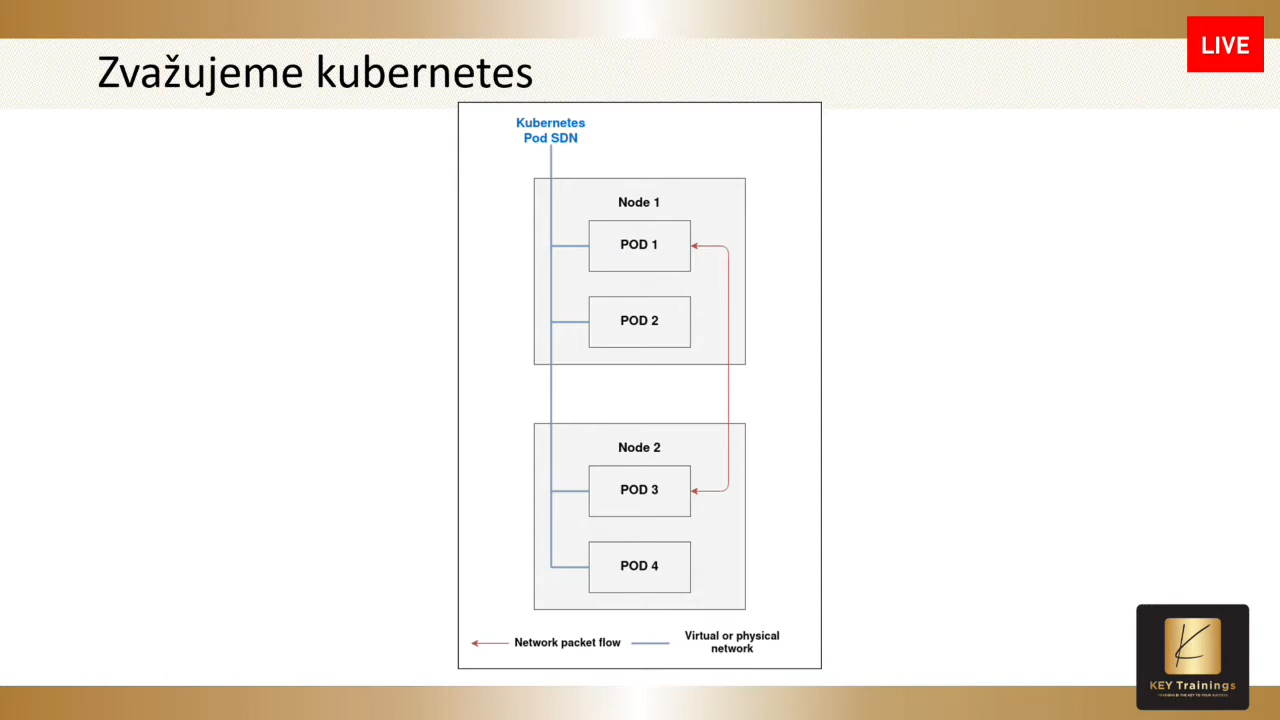 Zvažujeme kubernetes
LIVE
Kubernetes
Pod SDN
Node 1
POD 1
POD 2
Node 2
POD 3
POD 4
Network packet flow
Virtual or physical
network
KEY Trainings